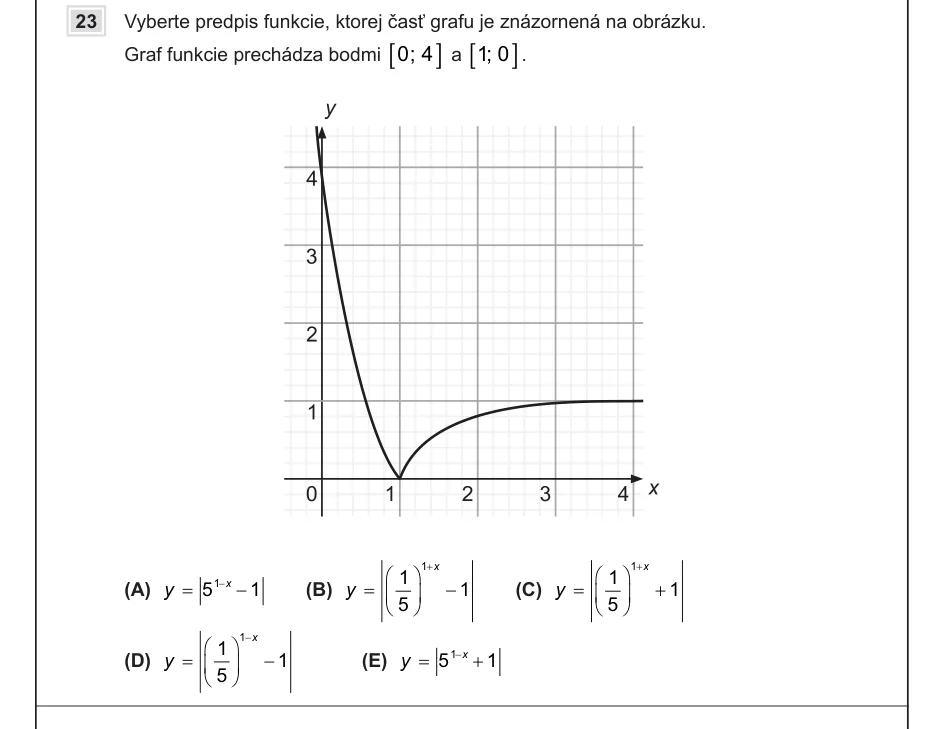 23 Vyberte predpis funkcie, ktorej časť grafu je znázornená na obrázku.
Graf funkcie prechádza bodmi [0; 4] a [1; 0].
y
4
3
2
1
0 1 2 3 4 x
(A) y = |5^{1−x} − 1| (B) y = |(1/5)^{1+x} − 1| (C) y = |(1/5)^{1+x} + 1|
(D) y = |(1/5)^{1−x} − 1| (E) y = |5^{1−x} + 1|